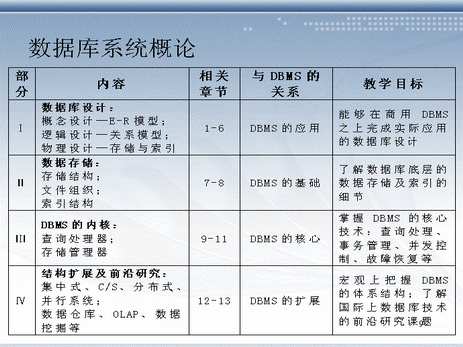 数据库系统概论
部分 内容 相关章节 与 DBMS 的关系 教学目标
I
数据库设计：
概念设计—E-R 模型；
逻辑设计—关系模型；
物理设计—存储与索引
1-6
DBMS 的应用
能够在商用 DBMS
之上完成实际应用
的数据库设计
II
数据存储：
存储结构；
文件组织；
索引结构
7-8
DBMS 的基础
了解数据库底层的
数据存储及索引的
细节
III
DBMS 的内核：
查询处理器；
存储管理器
9-11
DBMS 的核心
掌握 DBMS 的核心
技术：查询处理、
事务管理、并发控
制、故障恢复等
IV
结构扩展及前沿研究：
集中式、C/S、分布式、
并行系统；
数据仓库、OLAP、数据
挖掘等
12-13
DBMS 的扩展
宏观上把握 DBMS
的体系结构；了解
国际上数据库技术
的前沿研究课题